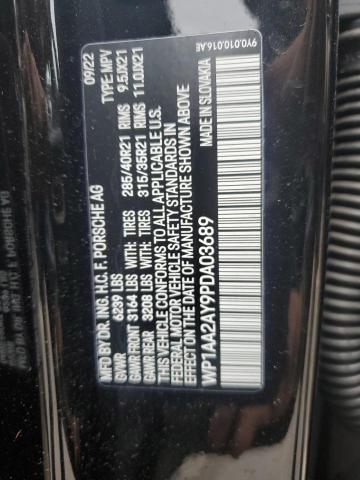 MFD BY DR. ING. H.C. F. PORSCHE AG 09/22
GVWR 6239 LBS TYPE: MPV
GAWR FRONT 3164 LBS WITH TIRES 285/40R21 RIMS 9.5JX21
GAWR REAR 3208 LBS WITH TIRES 315/35R21 RIMS 11.0JX21
THIS VEHICLE CONFORMS TO ALL APPLICABLE U.S.
FEDERAL MOTOR VEHICLE SAFETY STANDARDS IN
EFFECT ON THE DATE OF MANUFACTURE SHOWN ABOVE
WP1AA2AY9PDA03689 MADE IN SLOVAKIA
9Y0.010.016.AE